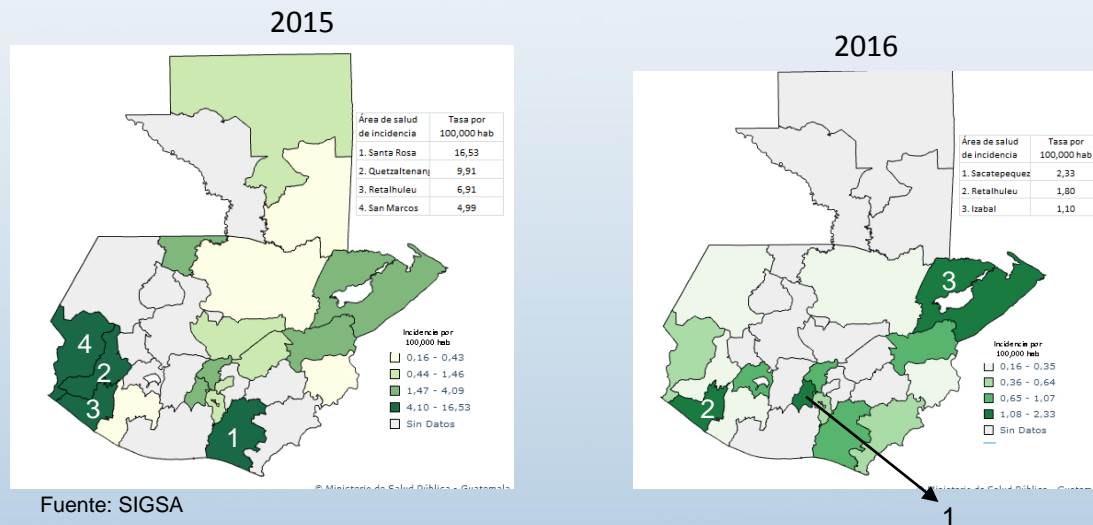 2015
2016
Área de salud de incidencia Tasa por 100,000 hab
1. Santa Rosa 16,53
2. Quetzaltenang 9,91
3. Retalhuleu 6,91
4. San Marcos 4,99
Área de salud de incidencia Tasa por 100,000 hab
1. Sacatepequez 2,33
2. Retalhuleu 1,80
3. Izabal 1,10
4
2
3
1
Incidencia por
100,000 hab
0,16 - 0,43
0,44 - 1,46
1,47 - 4,09
4,10 - 16,53
Sin Datos
3
2
Incidencia por
100,000 hab
0,16 - 0,35
0,36 - 0,64
0,65 - 1,07
1,08 - 2,33
Sin Datos
© Ministerio de Salud Pública - Guatemala
Ministerio de Salud Pública - Guatem
Fuente: SIGSA
1